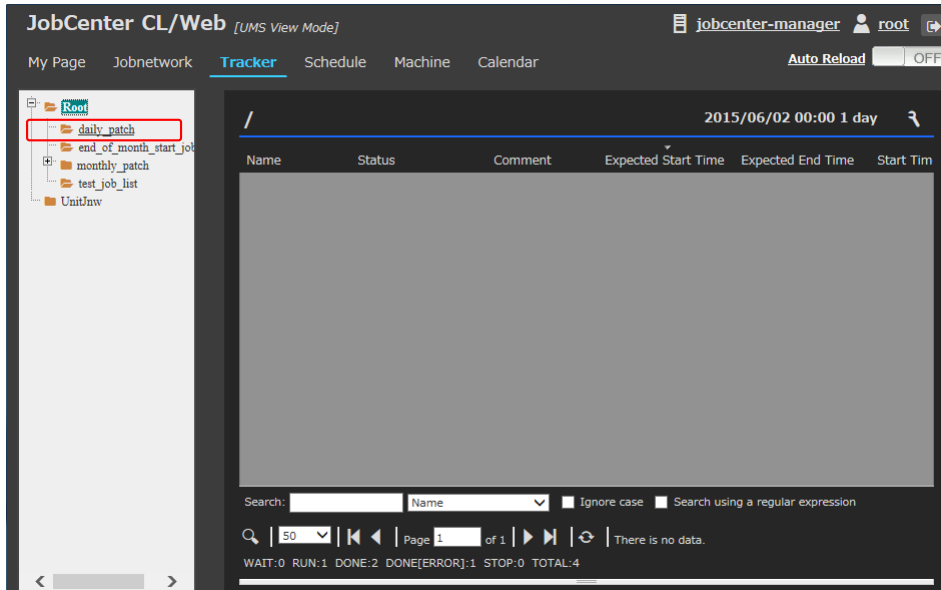 JobCenter CL/Web [UMS View Mode]
jobcenter-manager root
My Page Jobnetwork Tracker Schedule Machine Calendar
Auto Reload OFF
Root
daily_patch
end_of_month_start_job
monthly_patch
test_job_list
UnitJnw
/ 2015/06/02 00:00 1 day
Name Status Comment Expected Start Time Expected End Time Start Tim
Search: Name Ignore case Search using a regular expression
50 Page 1 of 1 There is no data.
WAIT:0 RUN:1 DONE:2 DONE[ERROR]:1 STOP:0 TOTAL:4